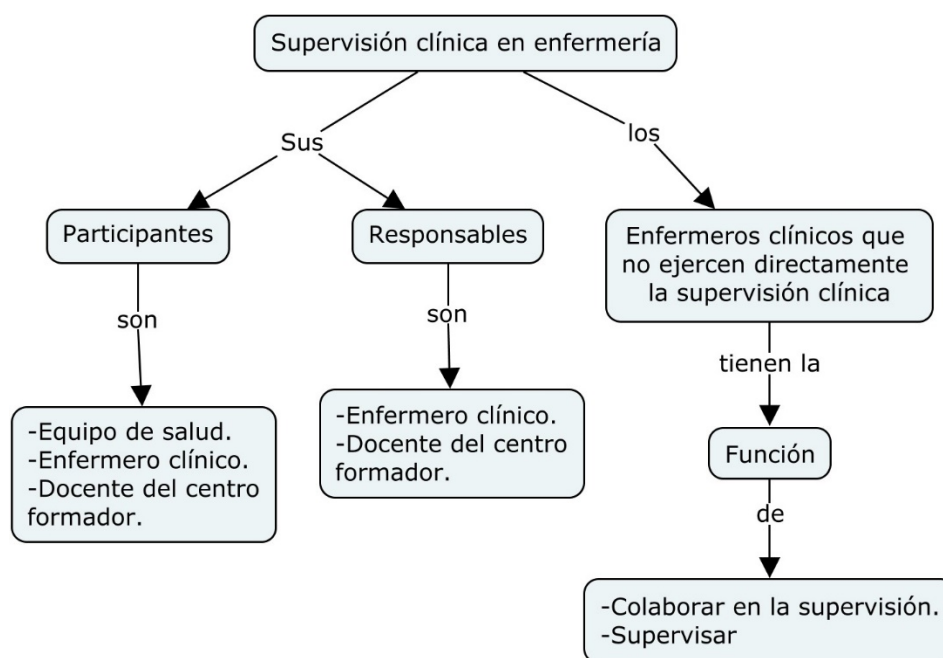 Supervisión clínica en enfermería
Sus
los
Participantes
Responsables
Enfermeros clínicos que
no ejercen directamente
la supervisión clínica
son
son
tienen la
-Equipo de salud.
-Enfermero clínico.
-Docente del centro
formador.
-Enfermero clínico.
-Docente del centro
formador.
Función
de
-Colaborar en la supervisión.
-Supervisar